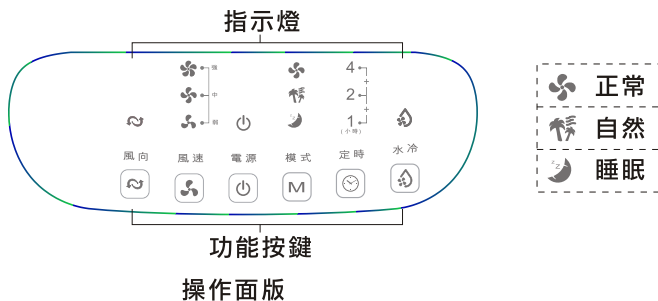 指示燈
強
中
弱
4
+
2
+
1
(小時)
風向 風速 電源 模式 定時 水冷
M
功能按鍵
操作面版
正常
自然
睡眠